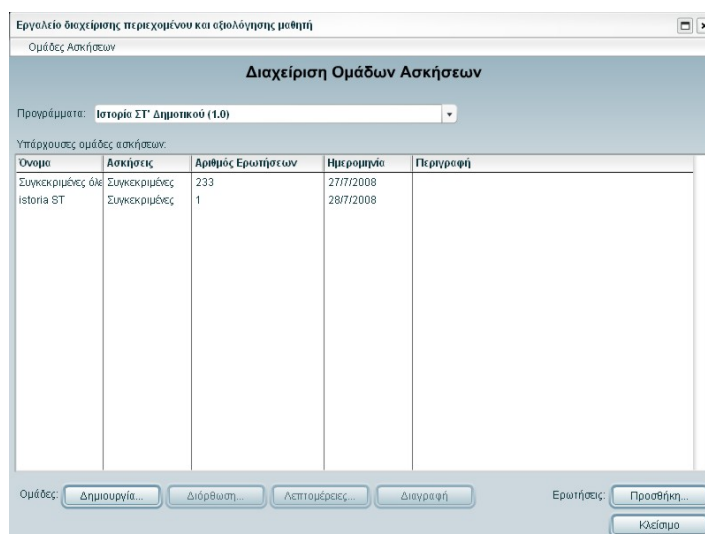 Εργαλείο διαχείρισης περιεχομένου και αξιολόγησης μαθητή
Ομάδες Ασκήσεων
Διαχείριση Ομάδων Ασκήσεων
Προγράμματα: Ιστορία ΣΤ' Δημοτικού (1.0)
Υπάρχουσες ομάδες ασκήσεων:
Όνομα Ασκήσεις Αριθμός Ερωτήσεων Ημερομηνία Περιγραφή
Συγκεκριμένες όλε Συγκεκριμένες 233 27/7/2008
istoria ST Συγκεκριμένες 1 28/7/2008
Ομάδες: Δημιουργία... Διόρθωση... Λεπτομέρειες... Διαγραφή Ερωτήσεις: Προσθήκη...
Κλείσιμο